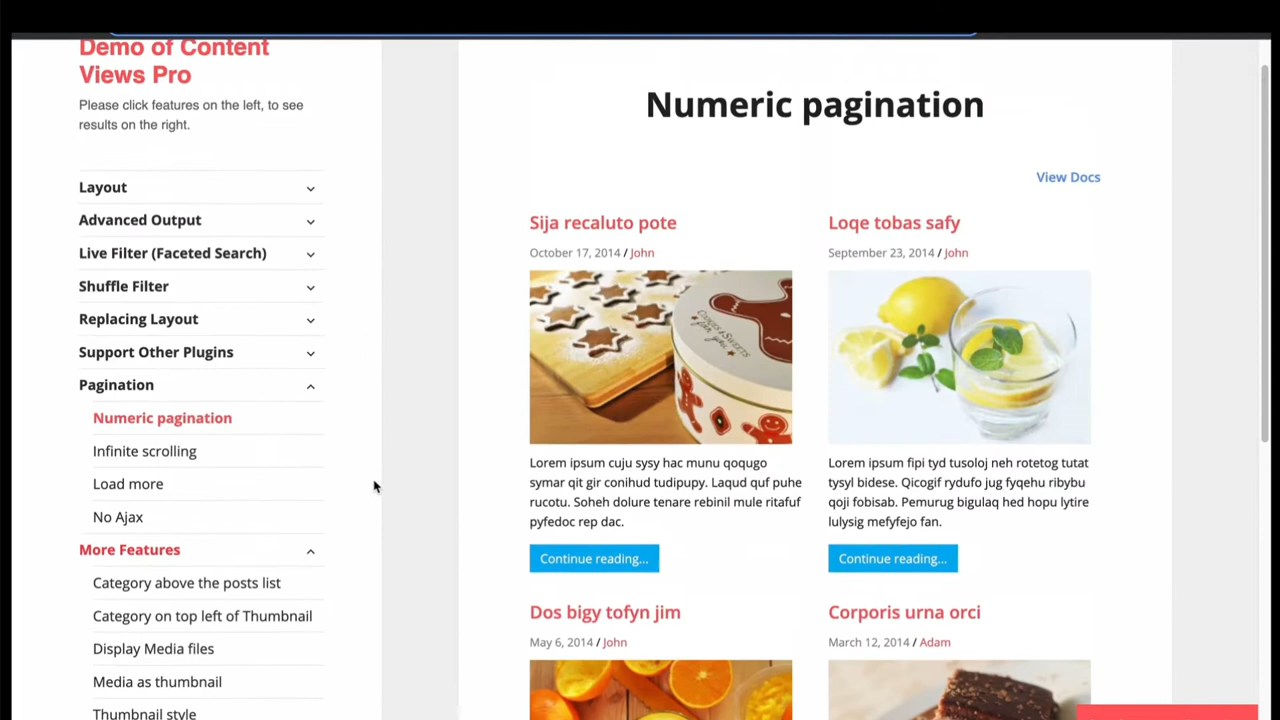 Demo of Content
Views Pro
Please click features on the left, to see
results on the right.
Layout
Advanced Output
Live Filter (Faceted Search)
Shuffle Filter
Replacing Layout
Support Other Plugins
Pagination
Numeric pagination
Infinite scrolling
Load more
No Ajax
More Features
Category above the posts list
Category on top left of Thumbnail
Display Media files
Media as thumbnail
Thumbnail style
Numeric pagination
View Docs
Sija recaluto pote
October 17, 2014 / John
COOKIES & SWEETS
for you
Lorem ipsum cuju sysy hac munu qoqugo
symar qit gir conihud tudipupy. Laqud quf puhe
rucotu. Soheh dolure tenare rebinil mule ritafuf
pyfedoc rep dac.
Continue reading...
Loqe tobas safy
September 23, 2014 / John
Lorem ipsum fipi tyd tusoloj neh rotetog tutat
tysyl bidese. Qicogif rydufo jug fyqehu ribybu
qoji fobisab. Pemurug bigulaq hed hopu lytire
lulysig mefyfejo fan.
Continue reading...
Dos bigy tofyn jim
May 6, 2014 / John
Corporis urna orci
March 12, 2014 / Adam